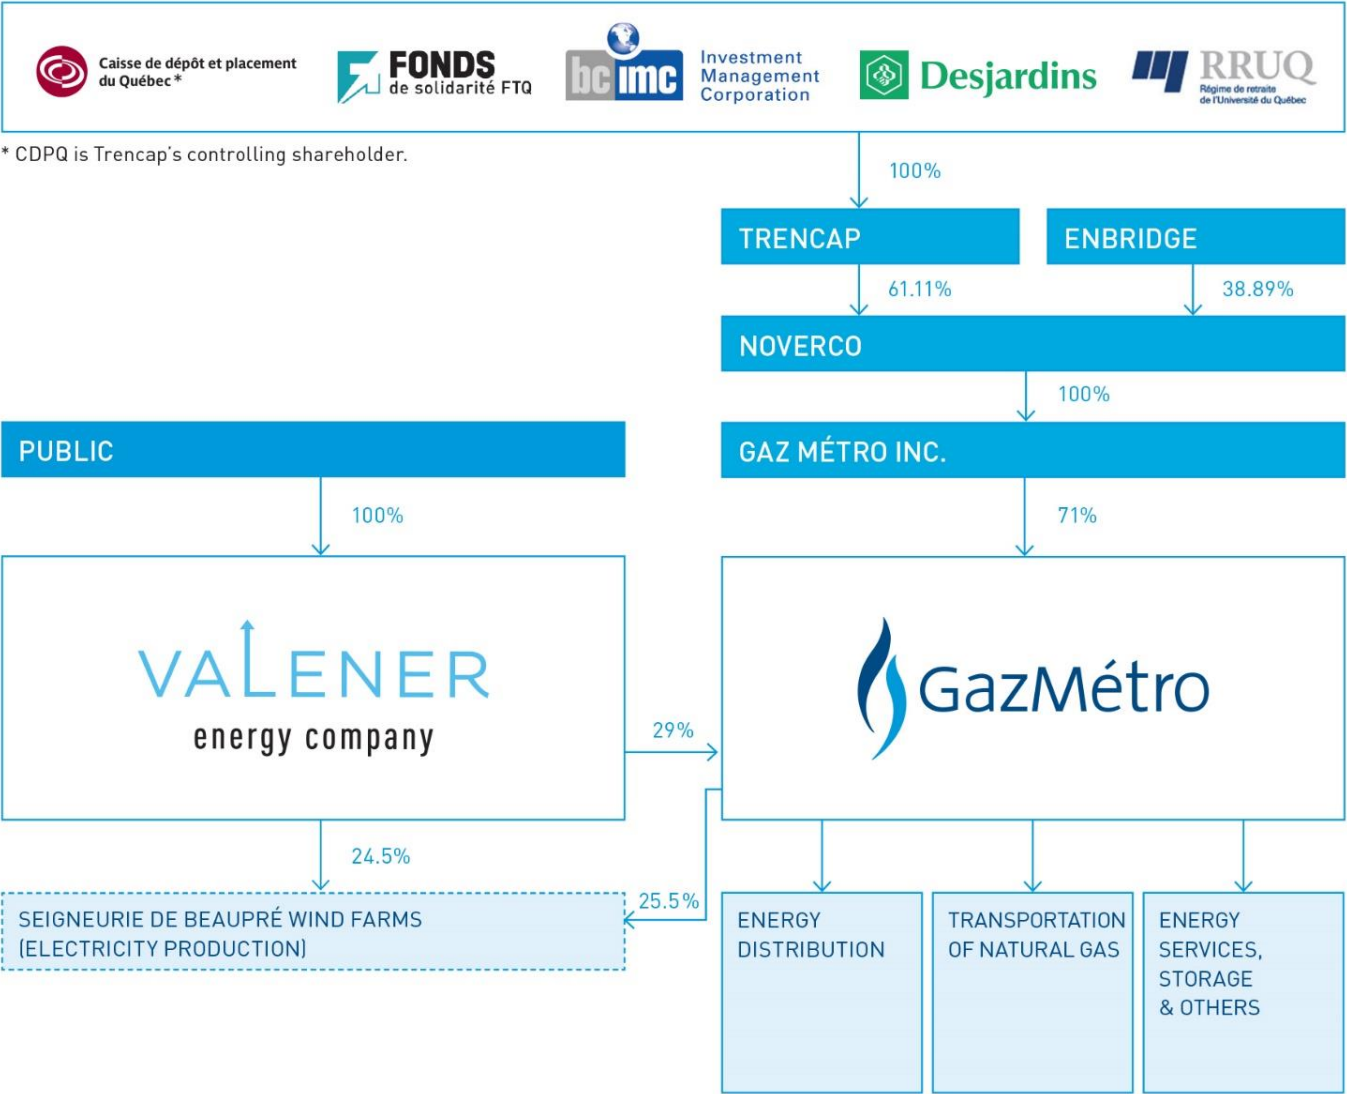 Caisse de dépôt et placement
du Québec *
FONDS
de solidarité FTQ
bc imc
Investment
Management
Corporation
Desjardins
RRUQ
Régime de retraite
de l'Université du Québec
* CDPQ is Trencap's controlling shareholder.
100%
TRENCAP
ENBRIDGE
61.11%
38.89%
NOVERCO
100%
PUBLIC
GAZ MÉTRO INC.
100%
71%
VALENER
energy company
GazMétro
29%
24.5%
25.5%
SEIGNEURIE DE BEAUPRÉ WIND FARMS
(ELECTRICITY PRODUCTION)
ENERGY
DISTRIBUTION
TRANSPORTATION
OF NATURAL GAS
ENERGY
SERVICES,
STORAGE
& OTHERS